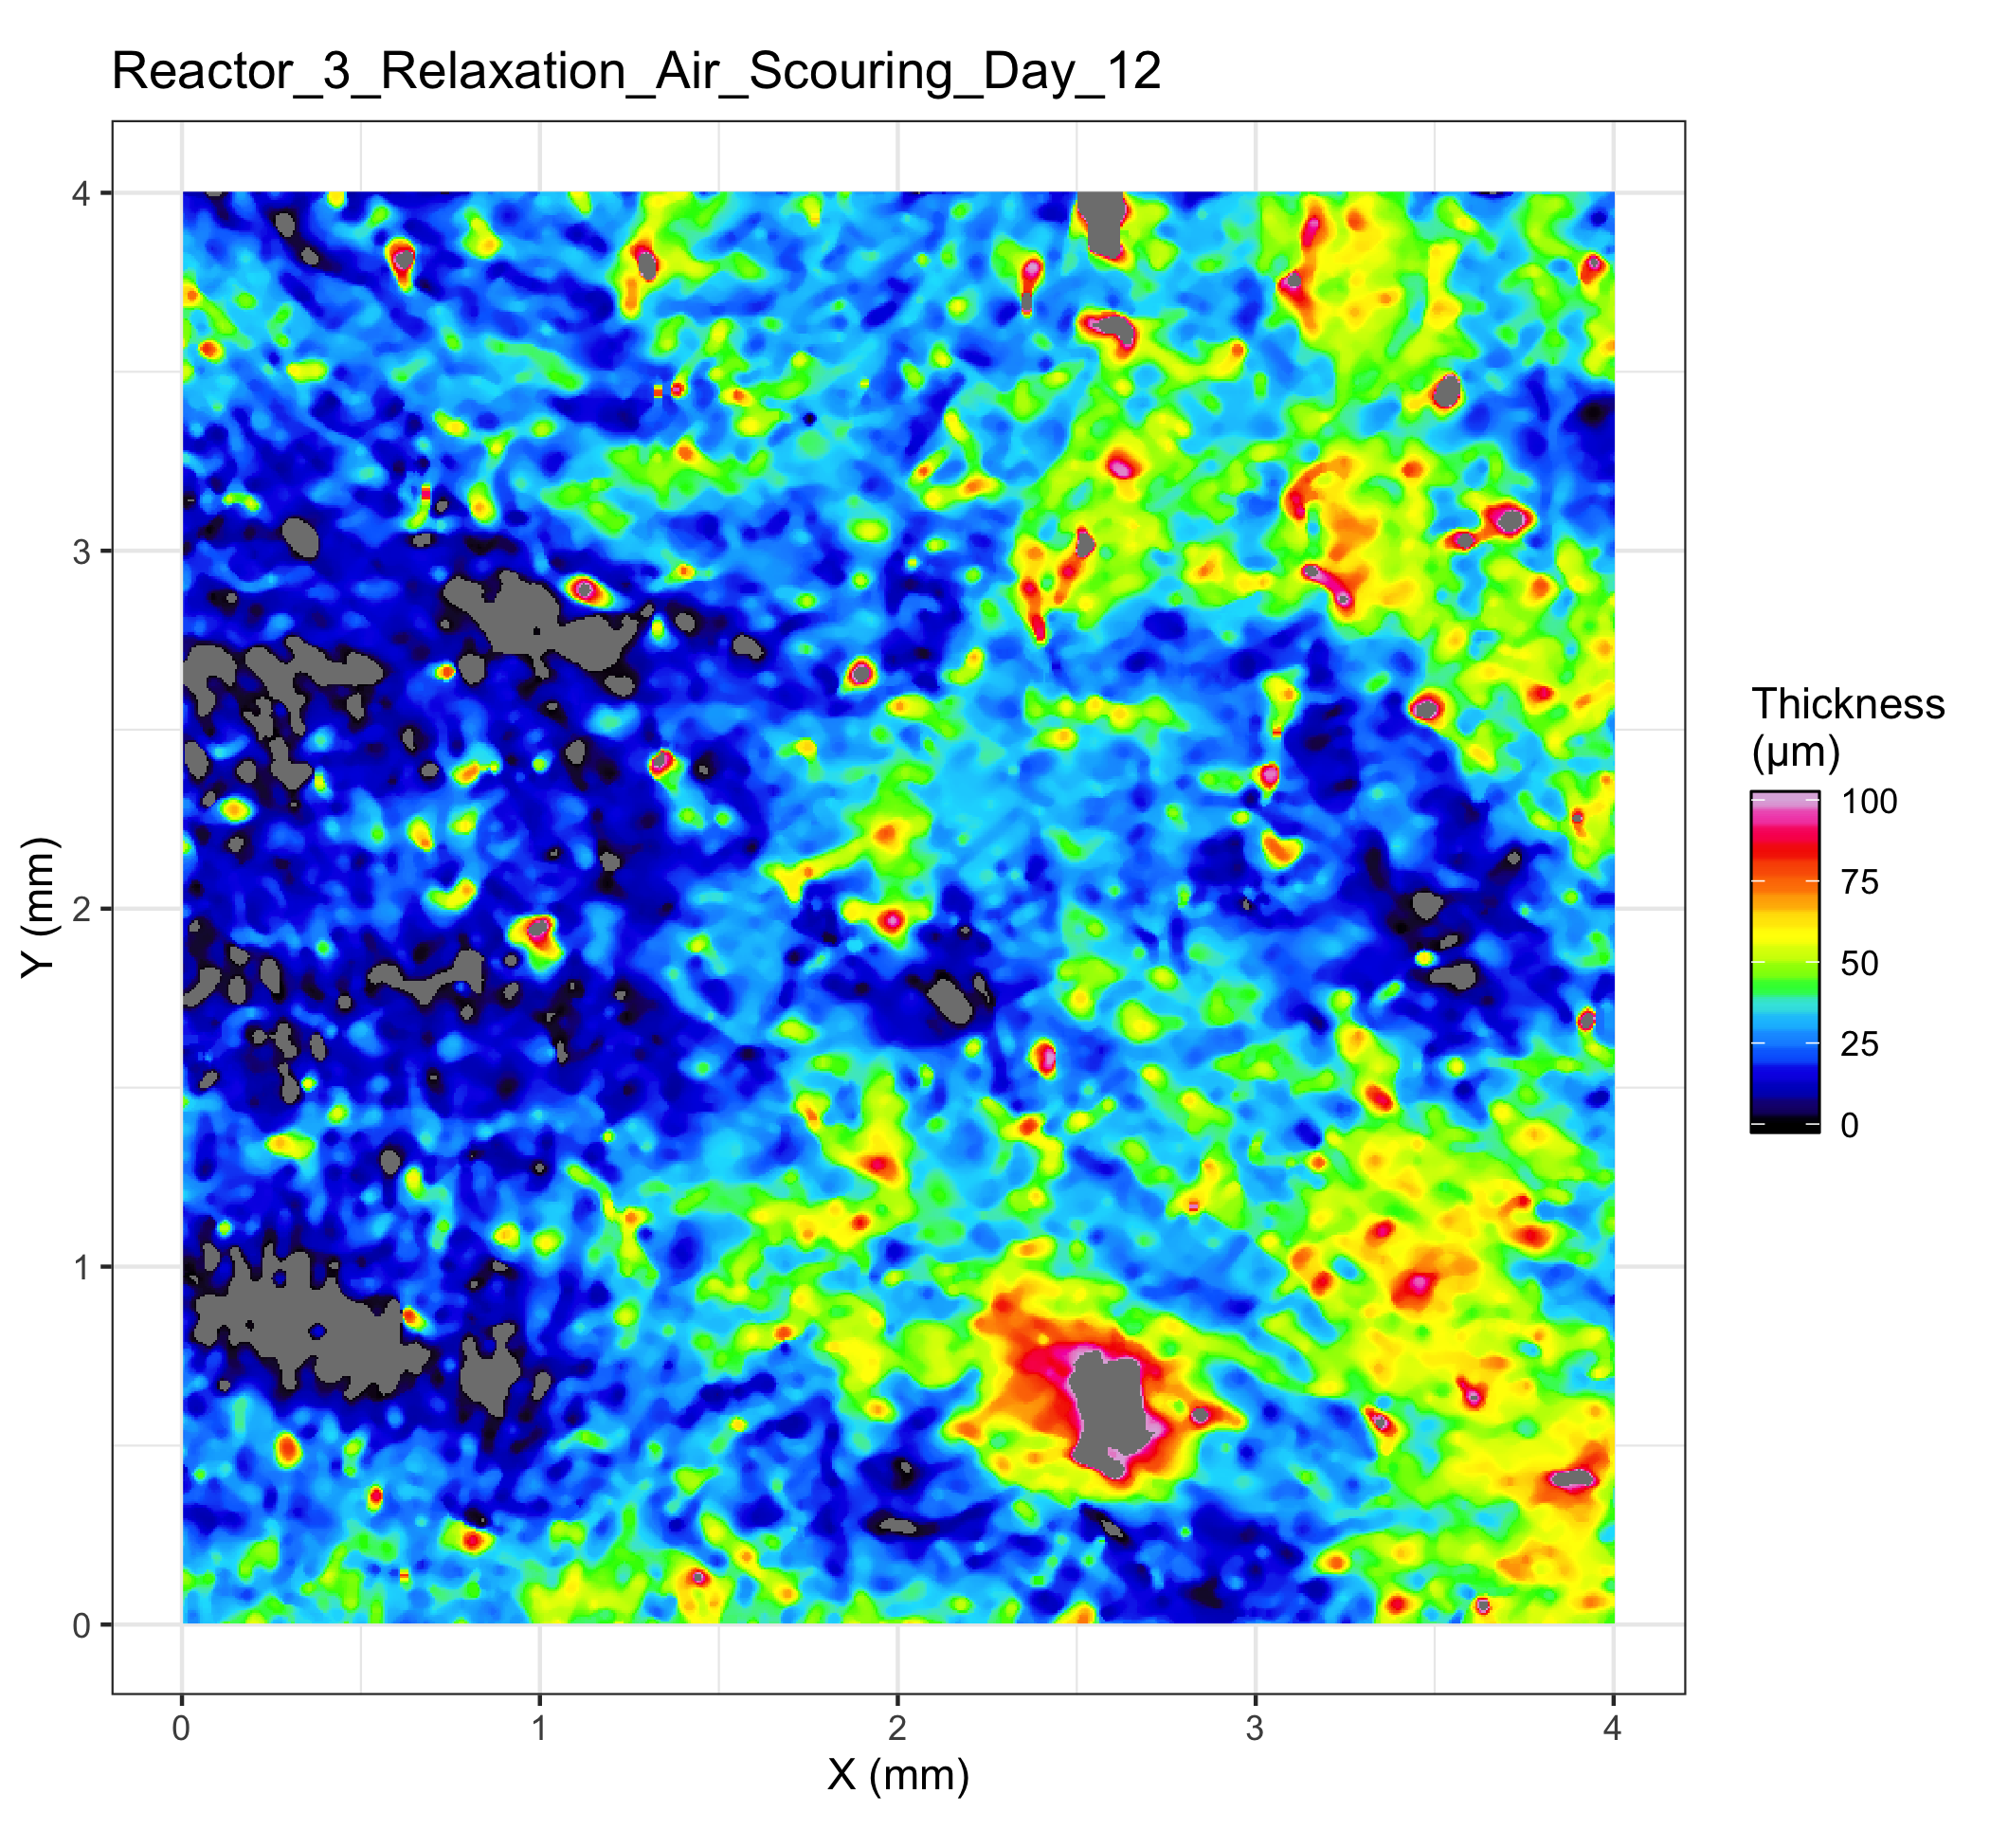 Reactor_3_Relaxation_Air_Scouring_Day_12
4
3
2
1
0
Y (mm)
0 1 2 3 4
X (mm)
Thickness
(μm)
100
75
50
25
0